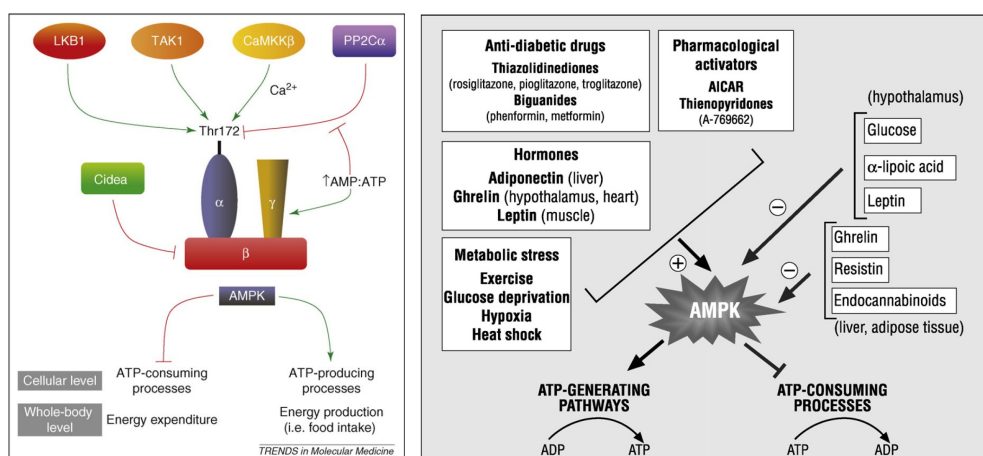 LKB1
TAK1
CaMKKβ
PP2Cα
Ca2+
Thr172
Cidea
↑AMP:ATP
α
γ
β
AMPK
Cellular level
ATP-consuming
processes
ATP-producing
processes
Whole-body
level
Energy expenditure
Energy production
(i.e. food intake)
TRENDS in Molecular Medicine
Anti-diabetic drugs
Thiazolidinediones
(rosiglitazone, pioglitazone, troglitazone)
Biguanides
(phenformin, metformin)
Pharmacological
activators
AICAR
Thienopyridones
(A-769662)
Hormones
Adiponectin (liver)
Ghrelin (hypothalamus, heart)
Leptin (muscle)
Metabolic stress
Exercise
Glucose deprivation
Hypoxia
Heat shock
(hypothalamus)
Glucose
α-lipoic acid
Leptin
Ghrelin
Resistin
Endocannabinoids
(liver, adipose tissue)
−
−
+
AMPK
ATP-GENERATING
PATHWAYS
ATP-CONSUMING
PROCESSES
ADP
ATP
ATP
ADP